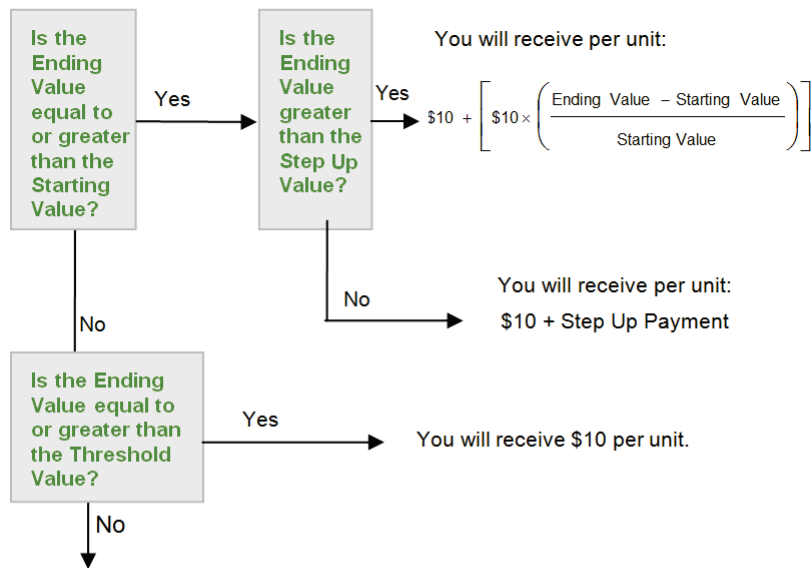 Is the
Ending
Value
equal to
or greater
than the
Starting
Value?
Yes
Is the
Ending
Value
greater
than the
Step Up
Value?
Yes
You will receive per unit:
$10 + [ $10 × ( Ending Value – Starting Value
Starting Value ) ]
No
You will receive per unit:
$10 + Step Up Payment
No
Is the Ending
Value equal to
or greater than
the Threshold
Value?
Yes
You will receive $10 per unit.
No